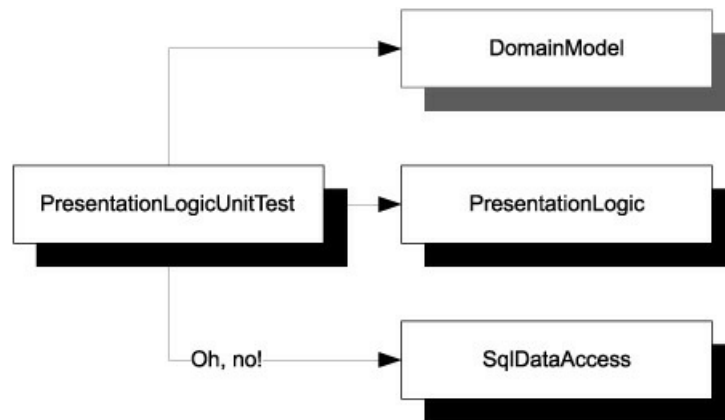 DomainModel
PresentationLogicUnitTest
PresentationLogic
Oh, no!
SqlDataAccess